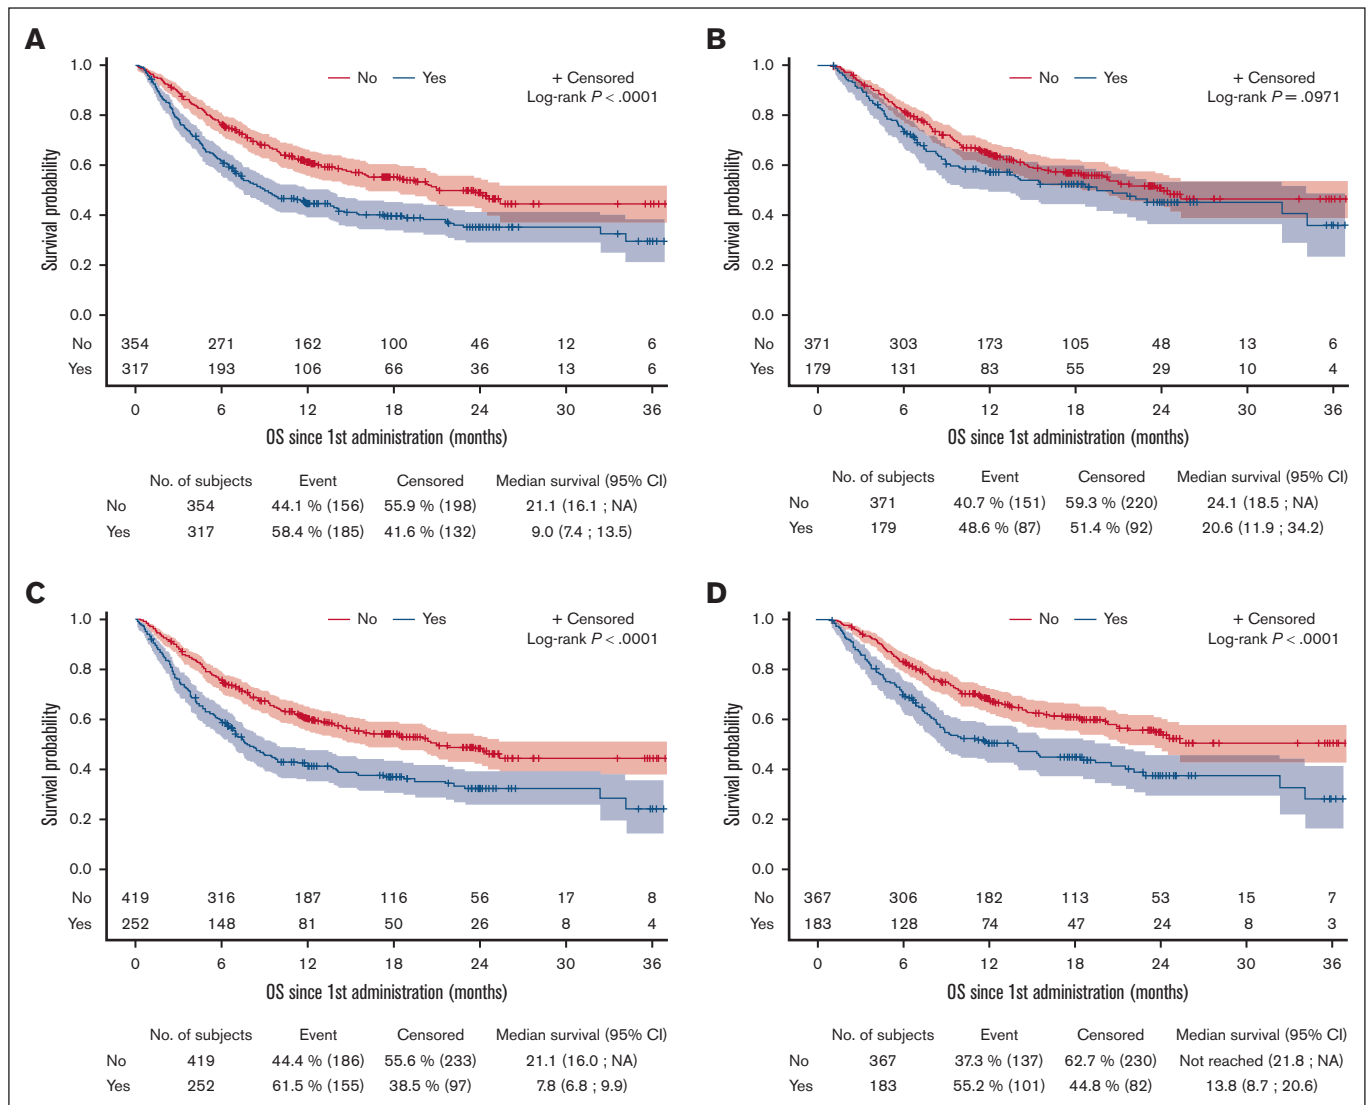 A
1.0
0.8
0.6
0.4
0.2
0.0
Survival probability
No Yes
+ Censored
Log-rank P < .0001
No 354 271 162 100 46 12 6
Yes 317 193 106 66 36 13 6
0 6 12 18 24 30 36
OS since 1st administration (months)
No. of subjects Event Censored Median survival (95% CI)
No 354 44.1 % (156) 55.9 % (198) 21.1 (16.1 ; NA)
Yes 317 58.4 % (185) 41.6 % (132) 9.0 (7.4 ; 13.5)
B
1.0
0.8
0.6
0.4
0.2
0.0
Survival probability
No Yes
+ Censored
Log-rank P = .0971
No 371 303 173 105 48 13 6
Yes 179 131 83 55 29 10 4
0 6 12 18 24 30 36
OS since 1st administration (months)
No. of subjects Event Censored Median survival (95% CI)
No 371 40.7 % (151) 59.3 % (220) 24.1 (18.5 ; NA)
Yes 179 48.6 % (87) 51.4 % (92) 20.6 (11.9 ; 34.2)
C
1.0
0.8
0.6
0.4
0.2
0.0
Survival probability
No Yes
+ Censored
Log-rank P < .0001
No 419 316 187 116 56 17 8
Yes 252 148 81 50 26 8 4
0 6 12 18 24 30 36
OS since 1st administration (months)
No. of subjects Event Censored Median survival (95% CI)
No 419 44.4 % (186) 55.6 % (233) 21.1 (16.0 ; NA)
Yes 252 61.5 % (155) 38.5 % (97) 7.8 (6.8 ; 9.9)
D
1.0
0.8
0.6
0.4
0.2
0.0
Survival probability
No Yes
+ Censored
Log-rank P < .0001
No 367 306 182 113 53 15 7
Yes 183 128 74 47 24 8 3
0 6 12 18 24 30 36
OS since 1st administration (months)
No. of subjects Event Censored Median survival (95% CI)
No 367 37.3 % (137) 62.7 % (230) Not reached (21.8 ; NA)
Yes 183 55.2 % (101) 44.8 % (82) 13.8 (8.7 ; 20.6)